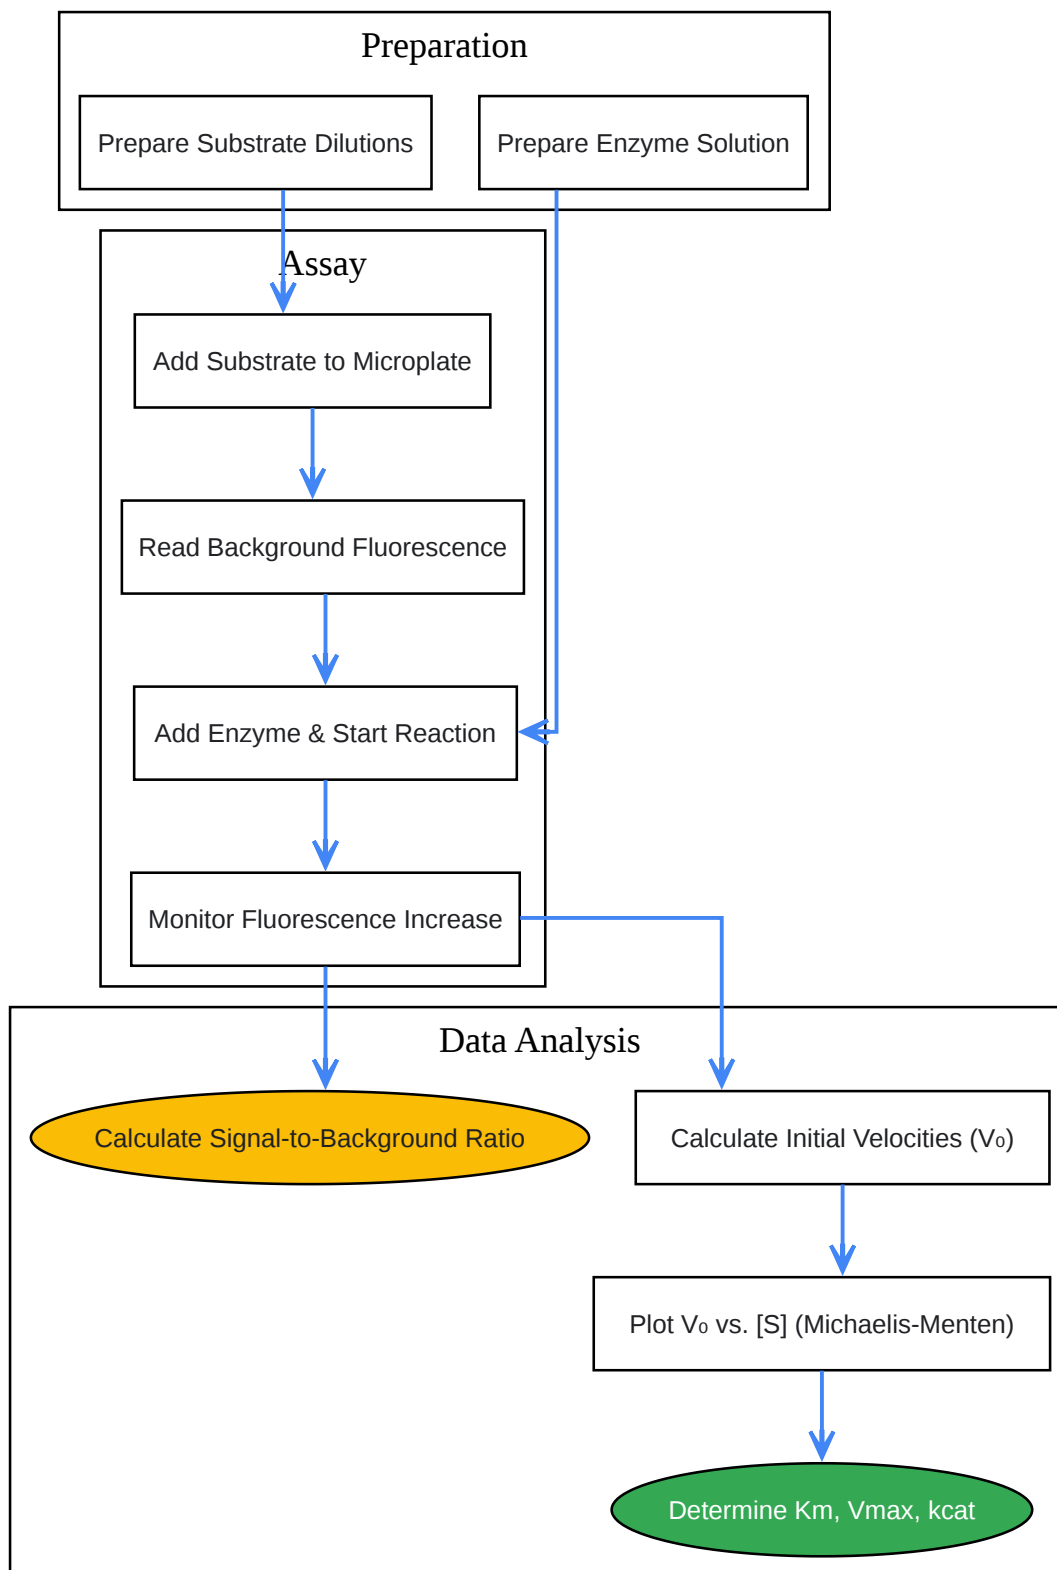 Preparation
Prepare Substrate Dilutions
Prepare Enzyme Solution
Assay
Add Substrate to Microplate
Read Background Fluorescence
Add Enzyme & Start Reaction
Monitor Fluorescence Increase
Data Analysis
Calculate Signal-to-Background Ratio
Calculate Initial Velocities (V₀)
Plot V₀ vs. [S] (Michaelis-Menten)
Determine Km, Vmax, kcat